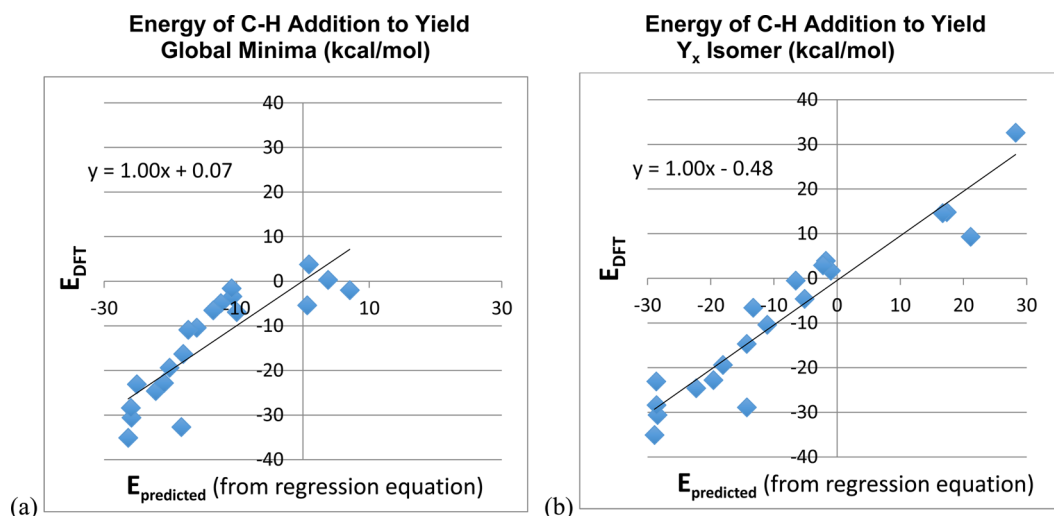 Energy of C-H Addition to Yield
Global Minima (kcal/mol)
40
30
20
10
0
-10
-20
-30
-40
-30
-10
10
30
y = 1.00x + 0.07
EDFT
Epredicted (from regression equation)
(a)
Energy of C-H Addition to Yield
Yx Isomer (kcal/mol)
40
30
20
10
0
-10
-20
-30
-40
-30
-20
-10
0
10
20
30
y = 1.00x - 0.48
EDFT
Epredicted (from regression equation)
(b)